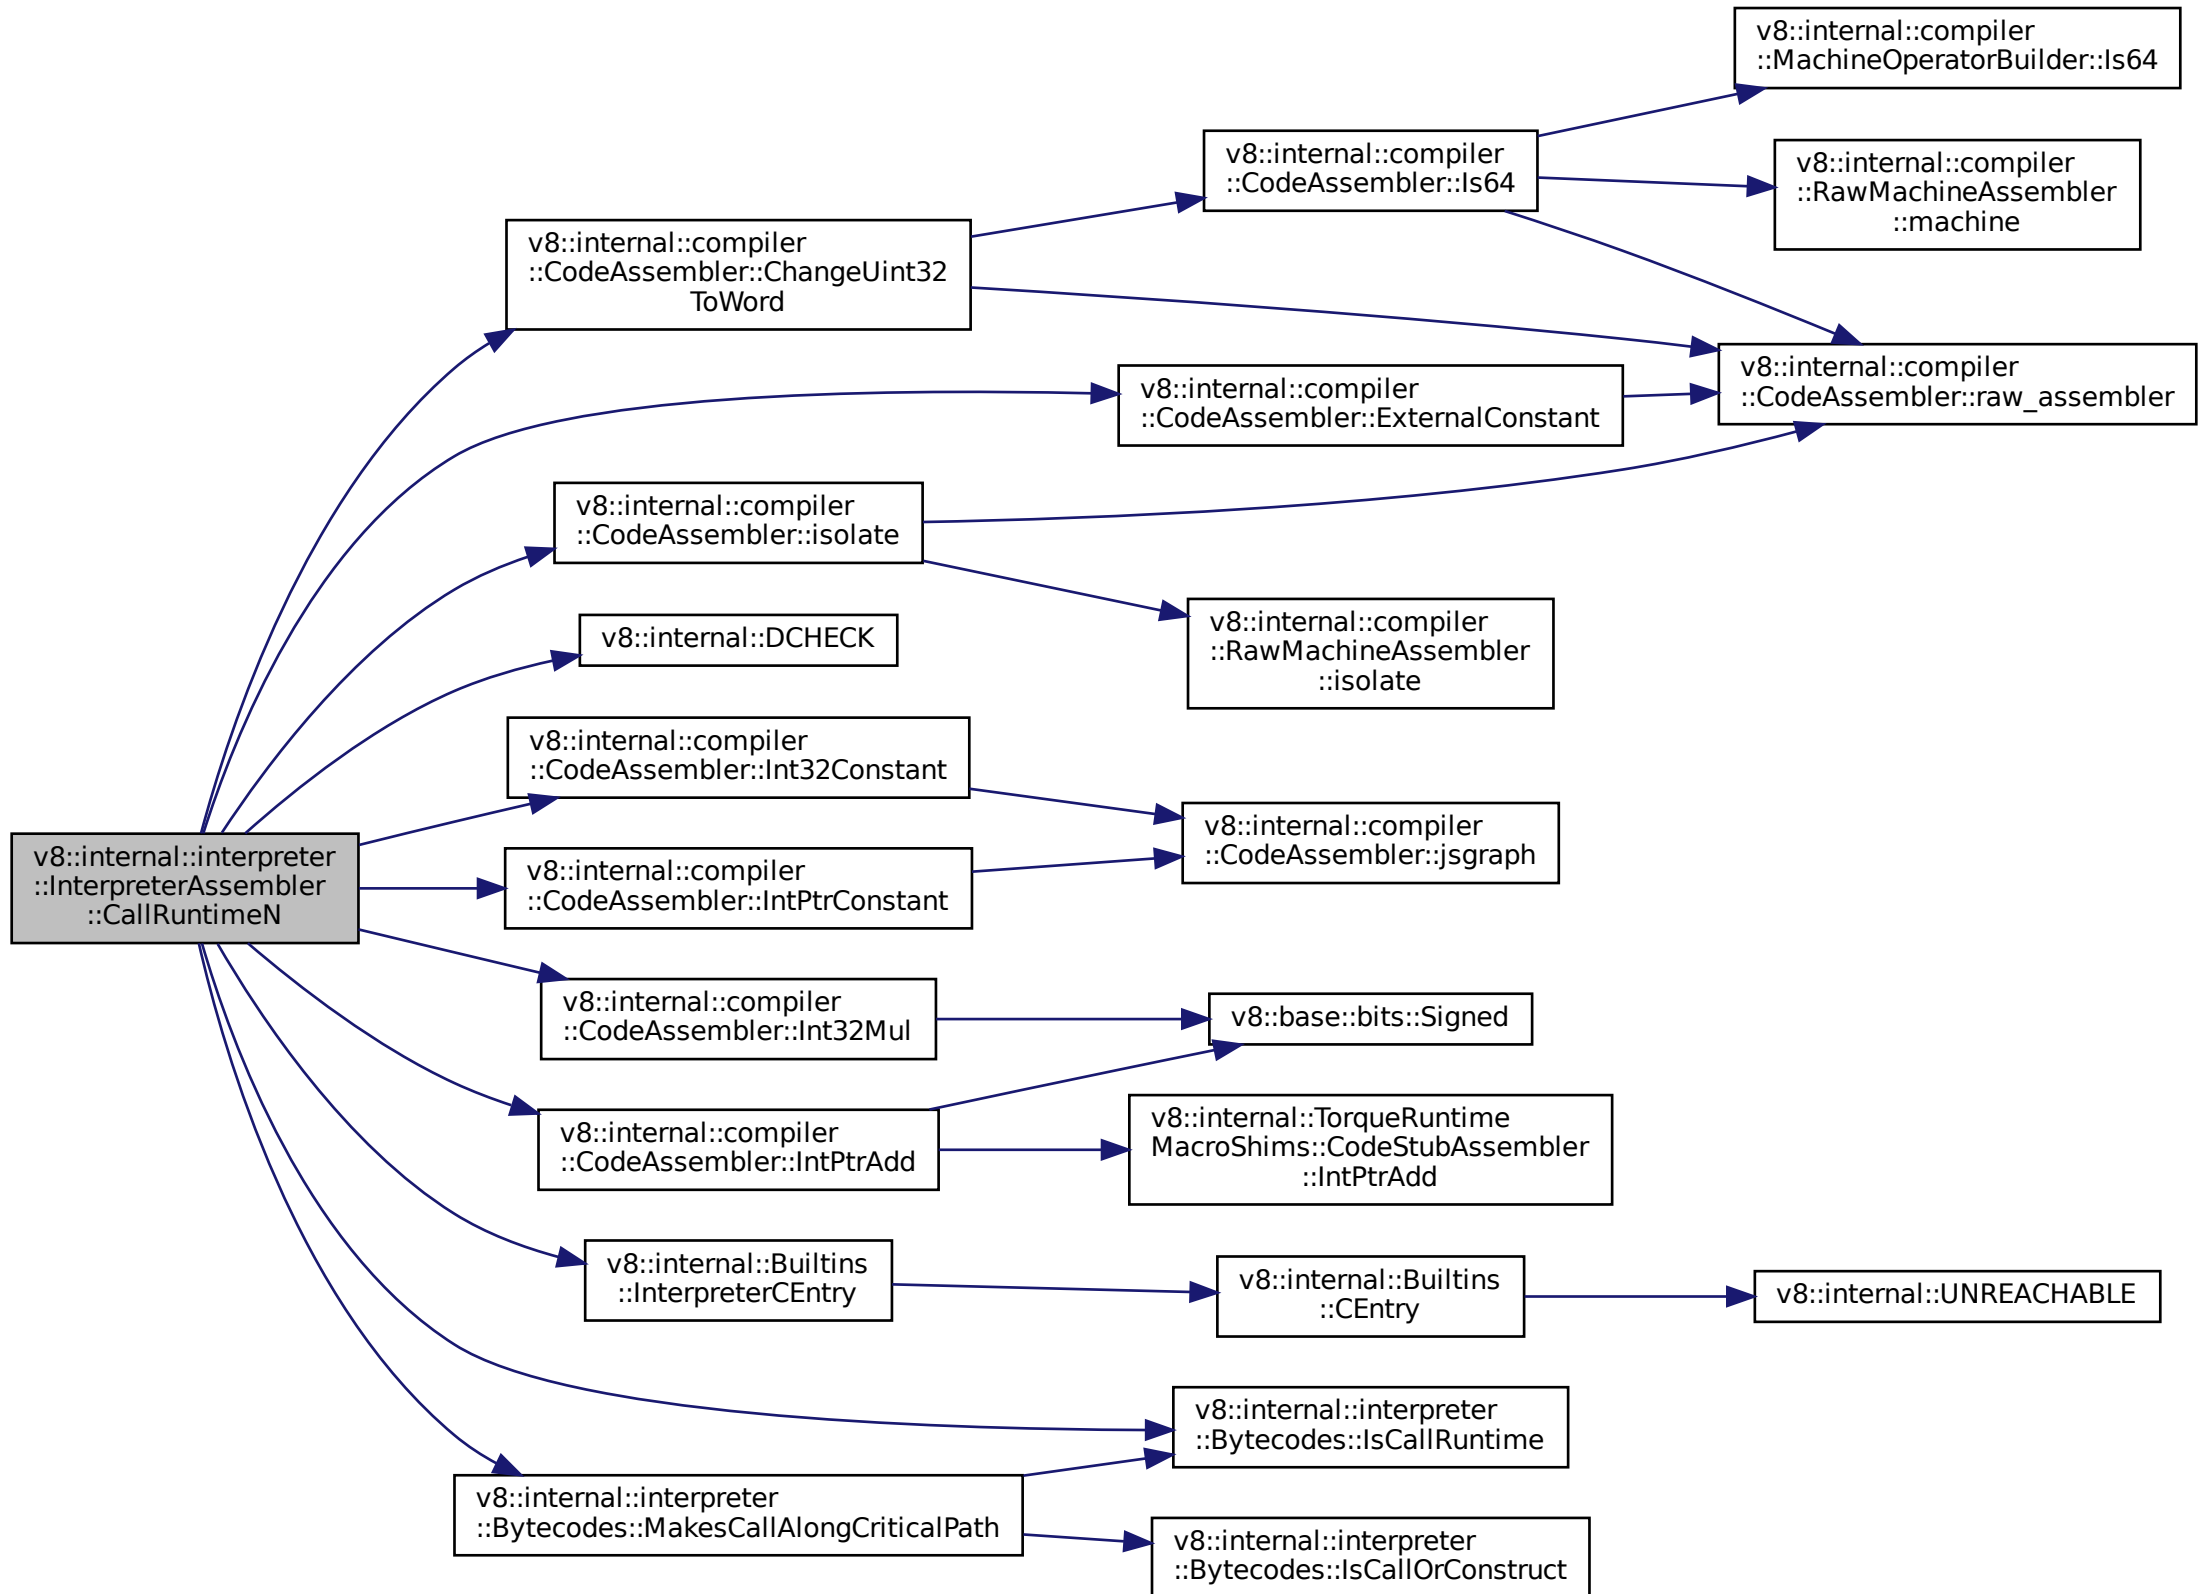 v8::internal::compiler
::MachineOperatorBuilder::Is64
v8::internal::compiler
::CodeAssembler::Is64
v8::internal::compiler
::RawMachineAssembler
::machine
v8::internal::compiler
::CodeAssembler::ChangeUint32
ToWord
v8::internal::compiler
::CodeAssembler::raw_assembler
v8::internal::compiler
::CodeAssembler::ExternalConstant
v8::internal::compiler
::CodeAssembler::isolate
v8::internal::compiler
::RawMachineAssembler
::isolate
v8::internal::DCHECK
v8::internal::compiler
::CodeAssembler::Int32Constant
v8::internal::compiler
::CodeAssembler::jsgraph
v8::internal::interpreter
::InterpreterAssembler
::CallRuntimeN
v8::internal::compiler
::CodeAssembler::IntPtrConstant
v8::internal::compiler
::CodeAssembler::Int32Mul
v8::base::bits::Signed
v8::internal::compiler
::CodeAssembler::IntPtrAdd
v8::internal::TorqueRuntime
MacroShims::CodeStubAssembler
::IntPtrAdd
v8::internal::Builtins
::InterpreterCEntry
v8::internal::Builtins
::CEntry
v8::internal::UNREACHABLE
v8::internal::interpreter
::Bytecodes::IsCallRuntime
v8::internal::interpreter
::Bytecodes::MakesCallAlongCriticalPath
v8::internal::interpreter
::Bytecodes::IsCallOrConstruct